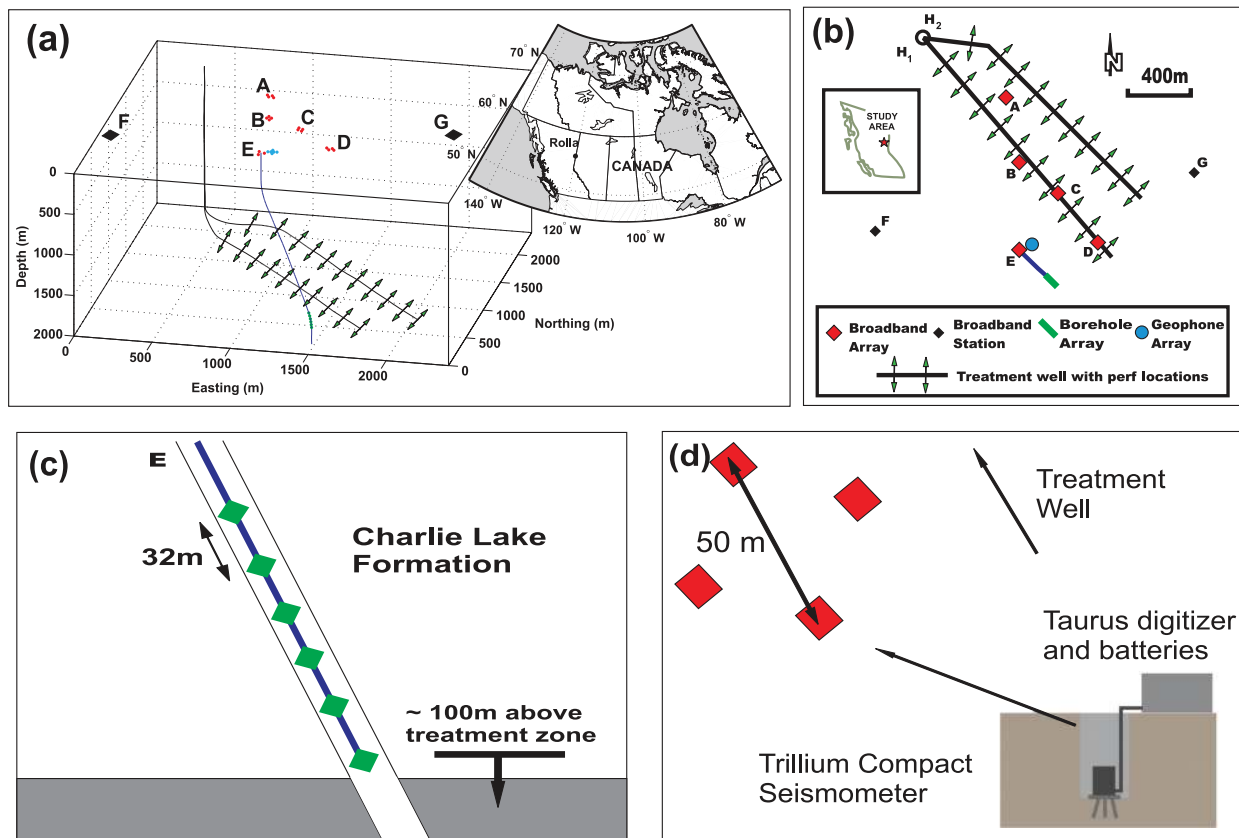 (a)
A
B
C
D
E
F
G
0
500
1000
1500
2000
Depth (m)
0
500
1000
1500
2000
Easting (m)
0
500
1000
1500
2000
Northing (m)
70°N
60°N
50°N
140°W
120°W
100°W
80°W
Rolla
CANADA
(b)
H2
H1
N
400m
STUDY
AREA
A
B
C
D
E
F
G
Broadband
Array
Broadband
Station
Borehole
Array
Geophone
Array
Treatment well with perf locations
(c)
E
32m
Charlie Lake
Formation
~ 100m above
treatment zone
(d)
50 m
Treatment
Well
Taurus digitizer
and batteries
Trillium Compact
Seismometer